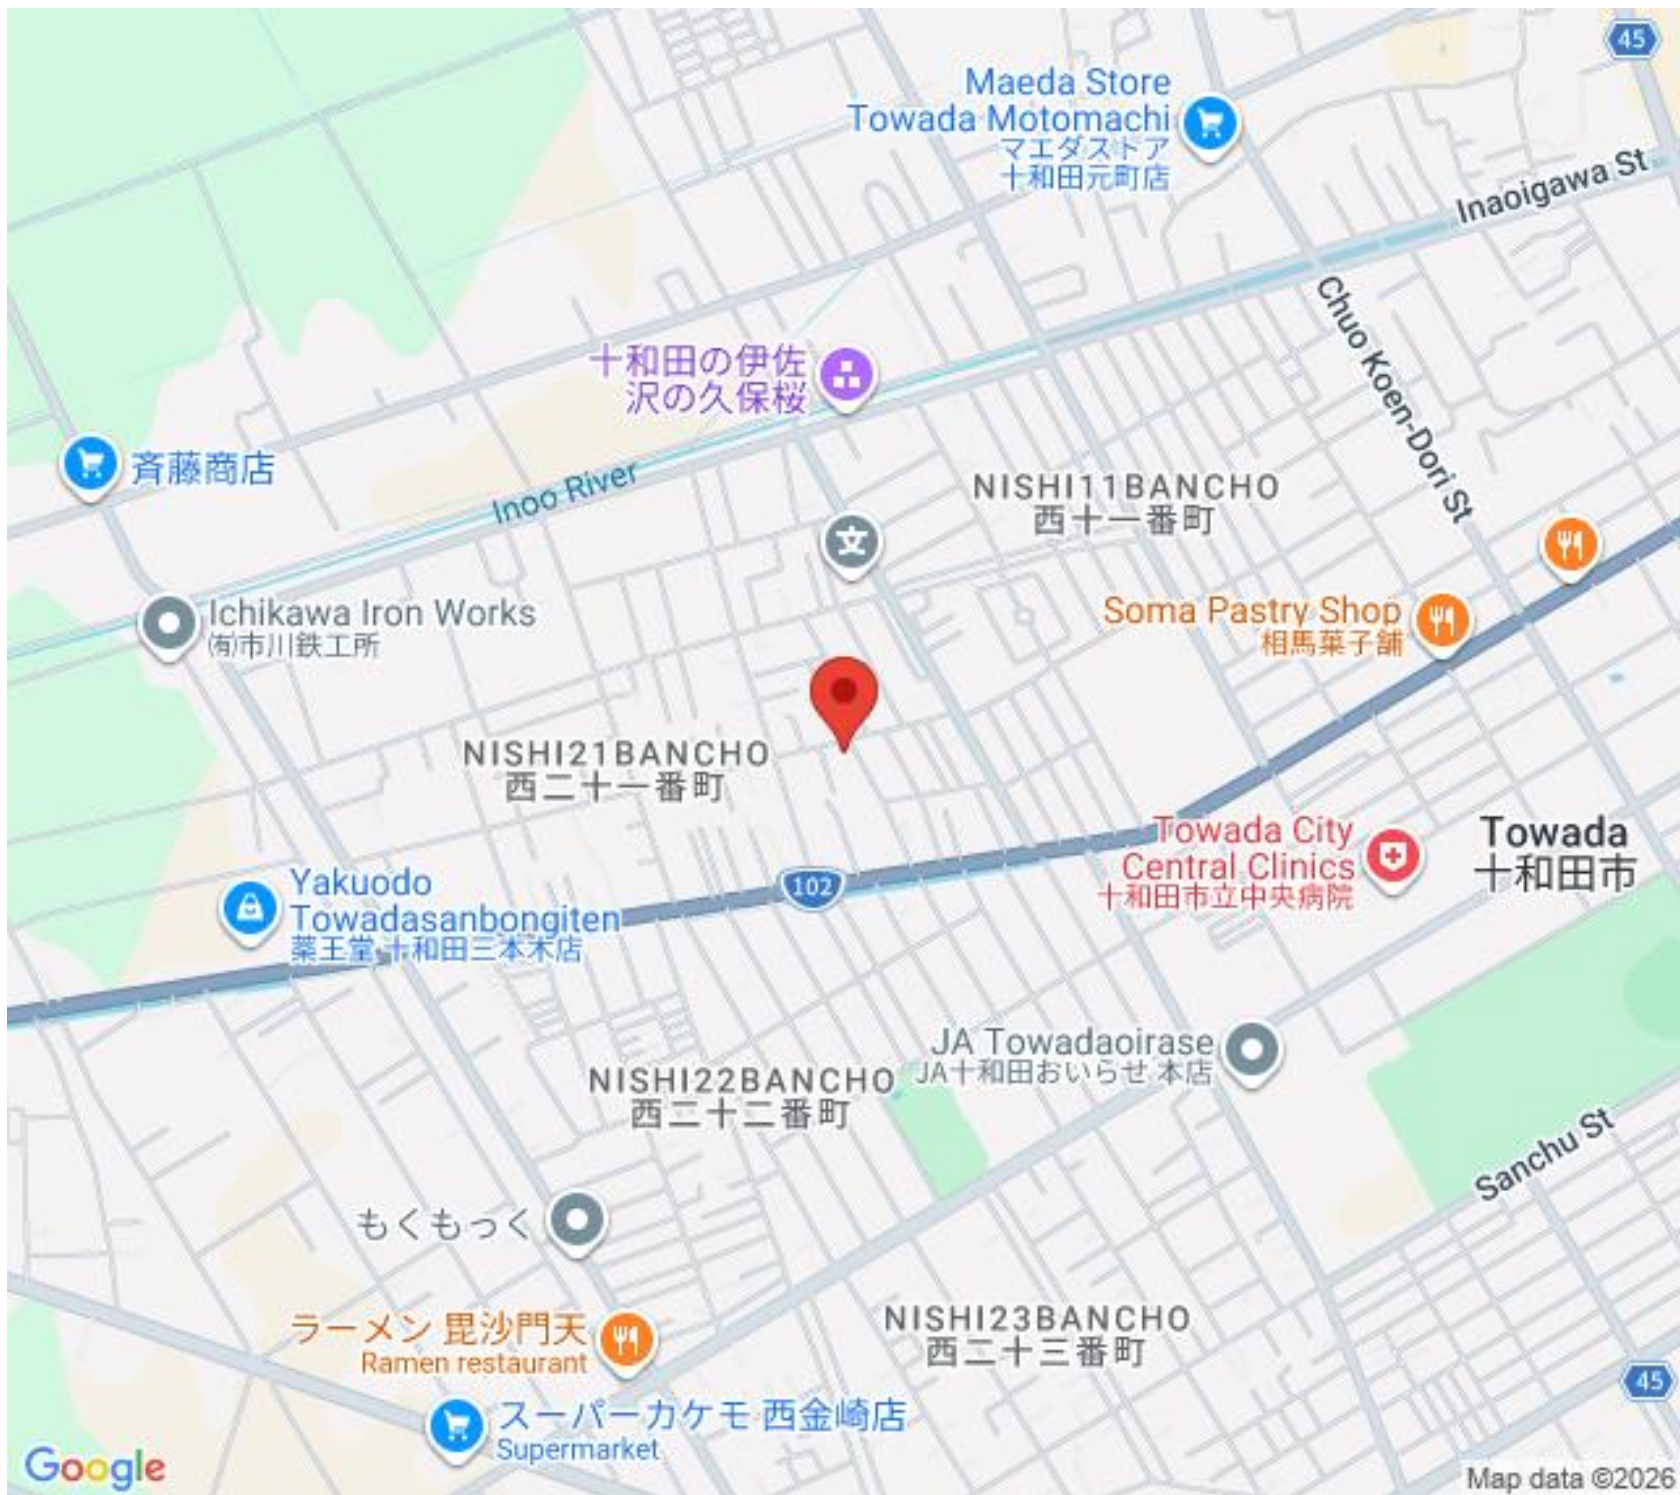 45
Maeda Store
Towada Motomachi
マエダストア
十和田元町店
Inaoigawa St
Chuo Koen-Dori St
十和田の伊佐
沢の久保桜
斉藤商店
Inoo River
NISHI11BANCHO
西十一番町
文
Ichikawa Iron Works
㈲市川鉄工所
Soma Pastry Shop
相馬菓子舗
NISHI21BANCHO
西二十一番町
Towada City
Central Clinics
十和田市立中央病院
Towada
十和田市
102
Yakuodo
Towadasanbongiten
薬王堂 十和田三本木店
JA Towadaoirase
JA十和田おいらせ 本店
NISHI22BANCHO
西二十二番町
Sanchu St
もくもっく
ラーメン 毘沙門天
Ramen restaurant
NISHI23BANCHO
西二十三番町
45
スーパーカケモ 西金崎店
Supermarket
Google
Map data ©2026